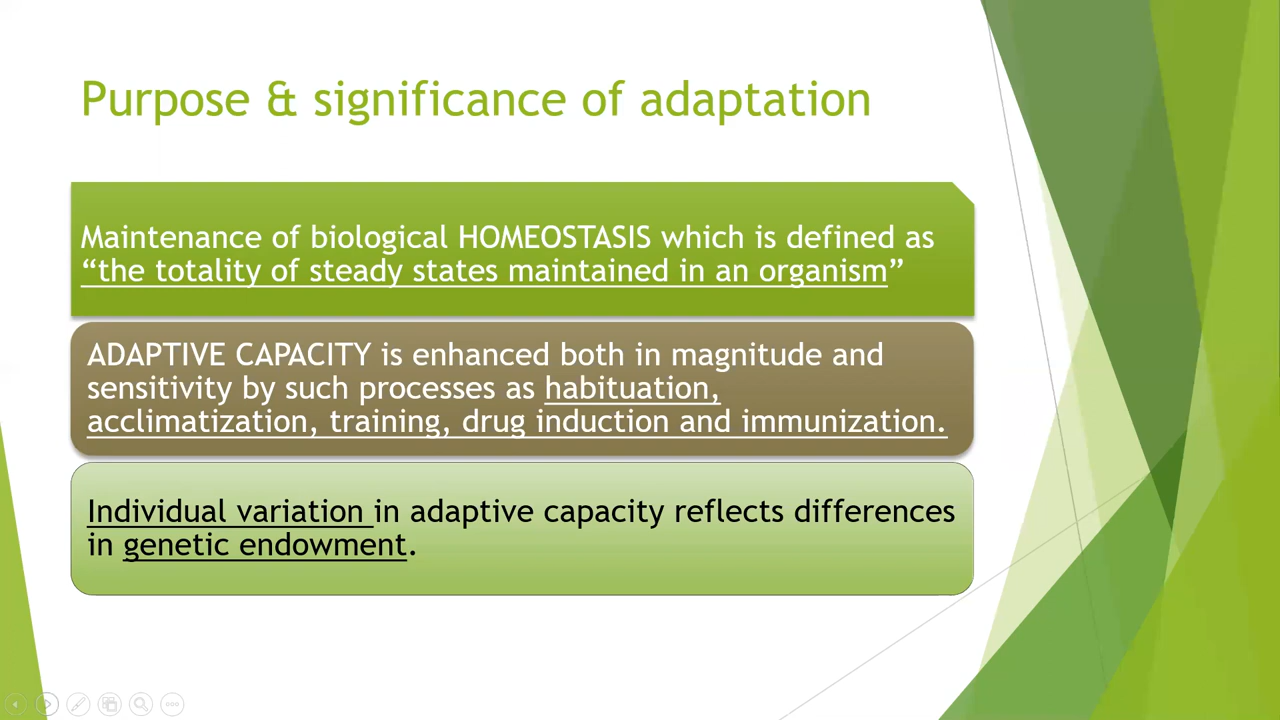 Purpose & significance of adaptation
Maintenance of biological HOMEOSTASIS which is defined as
“the totality of steady states maintained in an organism”
ADAPTIVE CAPACITY is enhanced both in magnitude and
sensitivity by such processes as habituation,
acclimatization, training, drug induction and immunization.
Individual variation in adaptive capacity reflects differences
in genetic endowment.